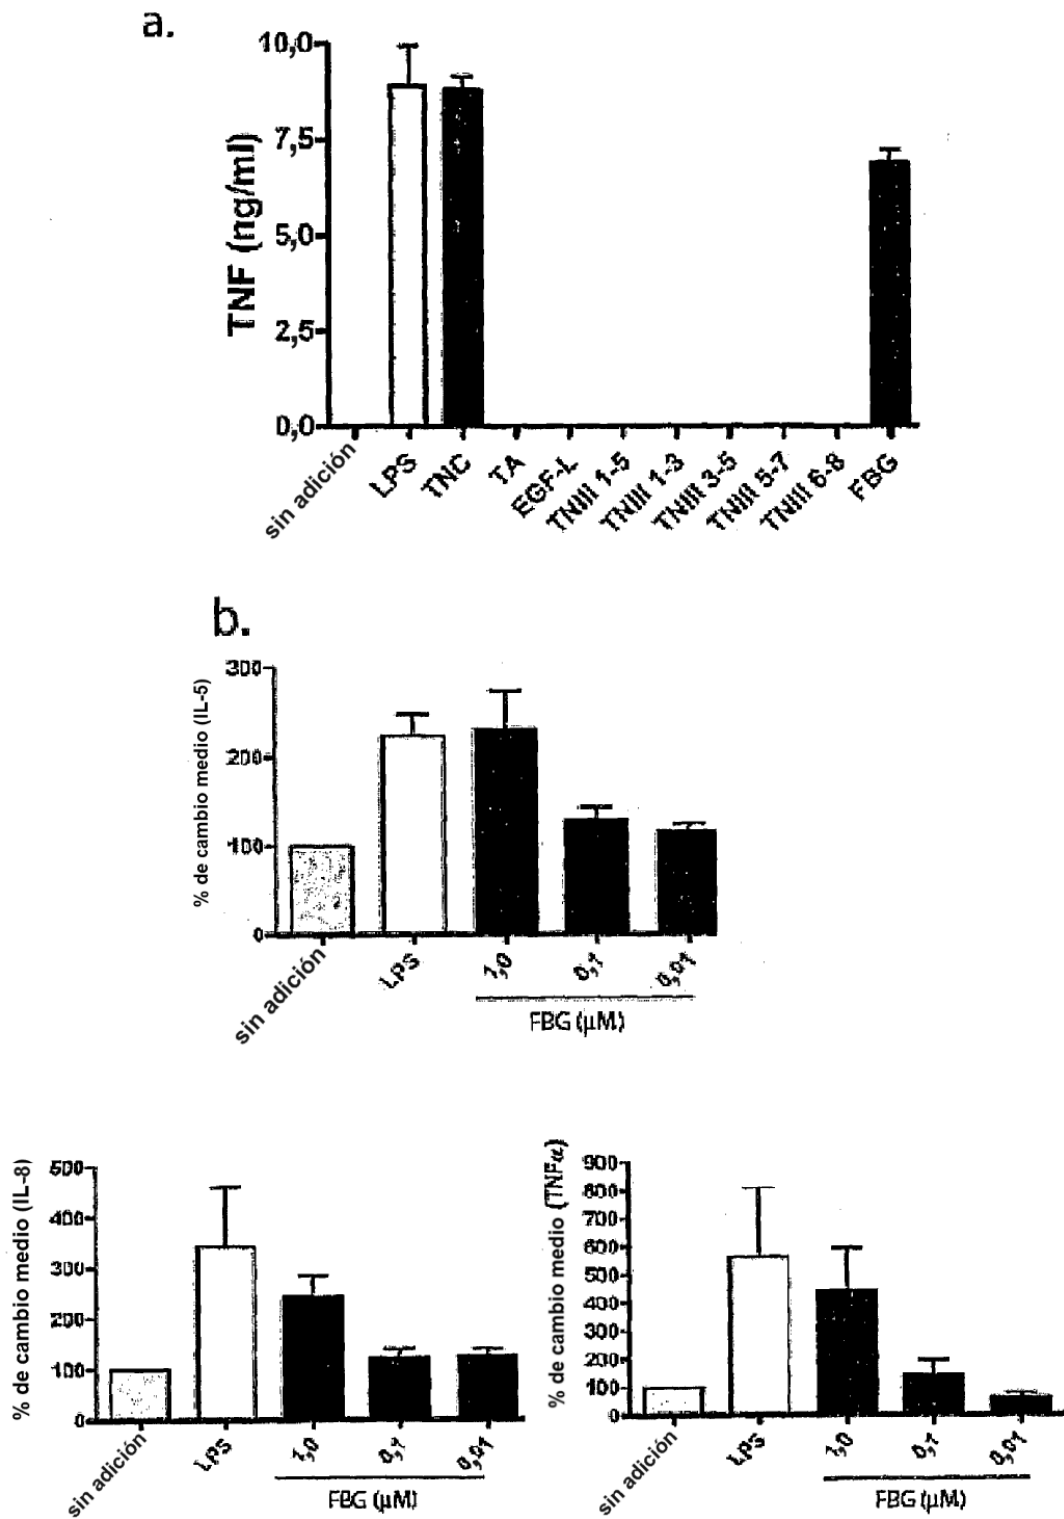 a.
TNF (ng/ml)
10,0
7,5
5,0
2,5
0,0
sin adición
LPS
TNC
TA
EGF-L
TNIII 1-5
TNIII 1-3
TNIII 3-5
TNIII 5-7
TNIII 6-8
FBG
b.
% de cambio medio (IL-5)
300
200
100
0
sin adición
LPS
1,0
0,1
0,01
FBG (μM)
% de cambio medio (IL-8)
500
400
300
200
100
0
sin adición
LPS
1,0
0,1
0,01
FBG (μM)
% de cambio medio (TNFα)
900
800
700
600
500
400
300
200
100
0
sin adición
LPS
1,0
0,1
0,01
FBG (μM)